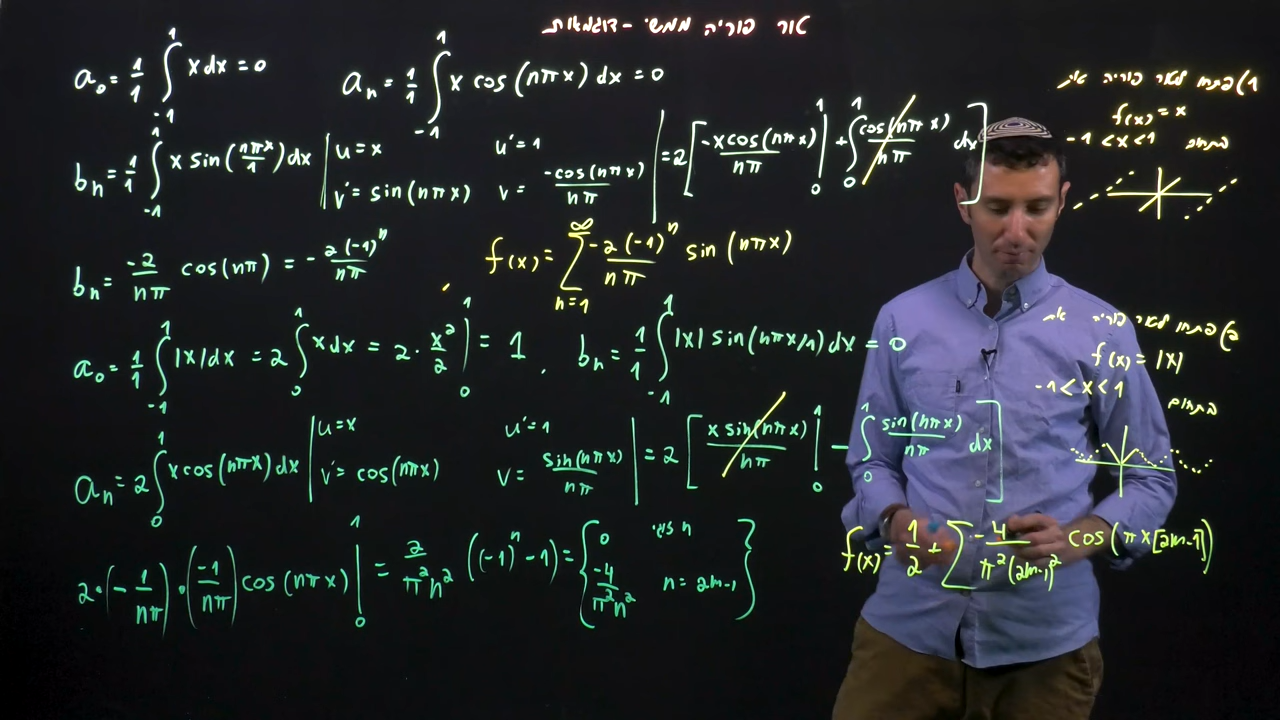 טור פוריה ממשי - דוגמאות
a₀ = 1/1 ∫₋₁¹ x dx = 0
aₙ = 1/1 ∫₋₁¹ x cos(nπx) dx = 0
bₙ = 1/1 ∫₋₁¹ x sin(nπx/1) dx | u = x u' = 1 v' = sin(nπx) v = -cos(nπx)/nπ | = 2[ -x cos(nπx)/nπ |₀¹ + ∫₀¹ cos(nπx)/nπ dx ]
bₙ = -2/nπ cos(nπ) = - 2(-1)ⁿ/nπ
f(x) = ∑ₙ₌₁^∞ -2(-1)ⁿ/nπ sin(nπx)
a₀ = 1/1 ∫₋₁¹ |x| dx = 2 ∫₀¹ x dx = 2 · x²/2 |₀¹ = 1 .
bₙ = 1/1 ∫₋₁¹ |x| sin(nπx/1) dx = 0
aₙ = 2 ∫₀¹ x cos(nπx) dx | u = x u' = 1 v' = cos(nπx) v = sin(nπx)/nπ | = 2[ x sin(nπx)/nπ |₀¹ - ∫₀¹ sin(nπx)/nπ dx ]
2·(-1/nπ)·(-1/nπ) cos(nπx) |₀¹ = 2/π²n² ((-1)ⁿ - 1) = { 0 n זוגי
-4/π²n² n = 2m-1 }
1) פתחו לטור פוריה את
f(x) = x
בתחום -1 < x < 1
2) פתחו לטור פוריה את
f(x) = |x|
-1 < x < 1
בתחום
f(x) = 1/2 + ∑ -4/π²(2m-1)² cos(πx[2m-1])